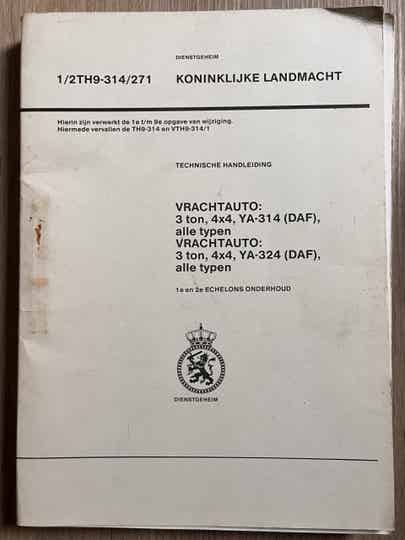 DIENSTGEHEIM
1/2TH9-314/271 KONINKLIJKE LANDMACHT
Hierin zijn verwerkt de 1e t/m 9e opgave van wijziging.
Hiermede vervallen de TH9-314 en VTH9-314/1
TECHNISCHE HANDLEIDING
VRACHTAUTO:
3 ton, 4x4, YA-314 (DAF),
alle typen
VRACHTAUTO:
3 ton, 4x4, YA-324 (DAF),
alle typen
1e en 2e ECHELONS ONDERHOUD
DIENSTGEHEIM